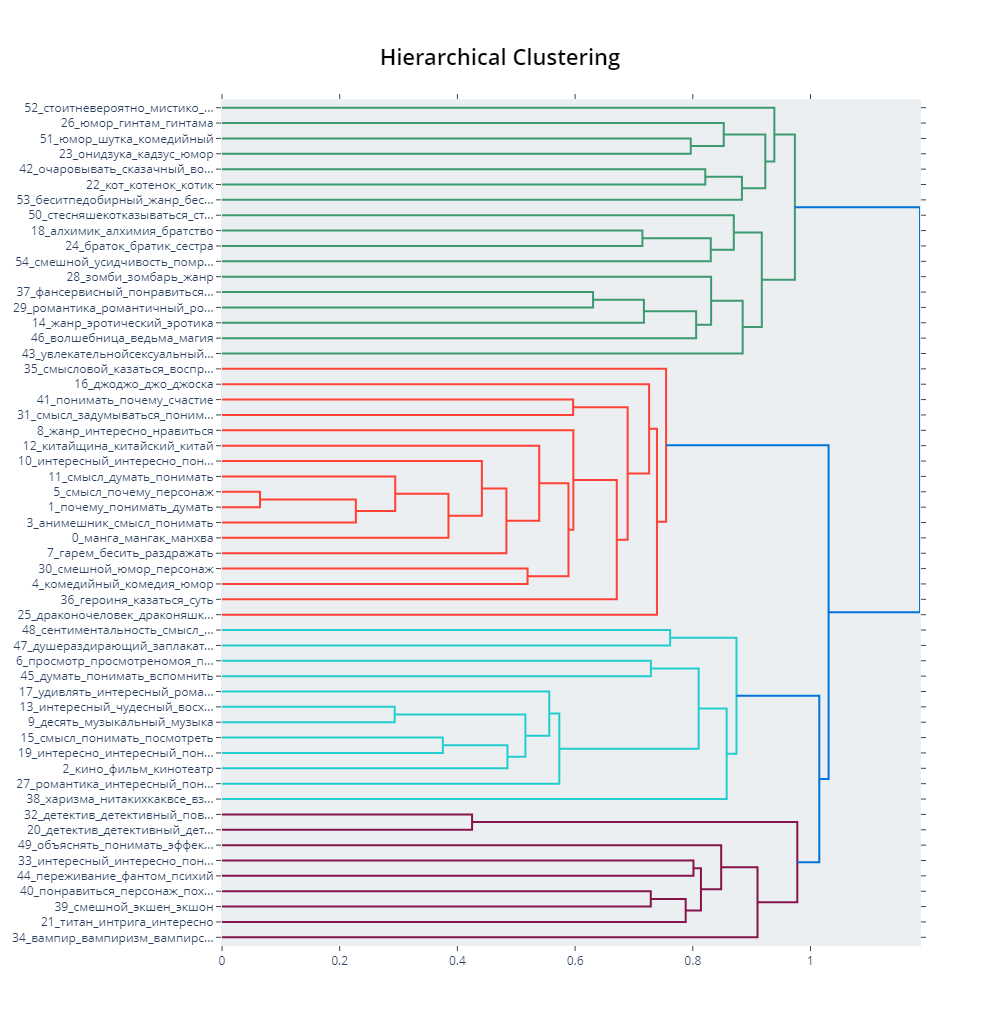 Hierarchical Clustering
52_стоитневероятно_мистико_...
26_юмор_гинтам_гинтама
51_юмор_шутка_комедийный
23_онидзука_кадзус_юмор
42_очаровывать_сказачный_во...
22_кот_котенок_котик
53_беситпедобирный_жанр_бес...
50_стесняшекотказываться_ст...
18_алхимик_алхимия_братство
24_браток_братик_сестра
54_смешной_усидчивость_помр...
28_зомби_зомбарь_жанр
37_фансервисный_понравиться...
29_романтика_романтичный_ро...
14_жанр_эротический_эротика
46_волшебница_ведьма_магия
43_увлекательнойсексуальный...
35_смысловой_казаться_воспр...
16_джоджо_джо_джоска
41_понимать_почему_счастие
31_смысл_задумываться_поним...
8_жанр_интересно_нравиться
12_китайщина_китайский_китай
10_интересный_интересно_пон...
11_смысл_думать_понимать
5_смысл_почему_персонаж
1_почему_понимать_думать
3_анимешник_смысл_понимать
0_манга_мангак_манхва
7_гарем_бесить_раздражать
30_смешной_юмор_персонаж
4_комедийный_комедия_юмор
36_героиня_казаться_суть
25_драконочеловек_драконяшк...
48_сентиментальность_смысл_...
47_душераздирающий_заплакат...
6_просмотр_просмотреномоя_п...
45_думать_понимать_вспомнить
17_удивлять_интересный_рома...
13_интересный_чудесный_восх...
9_десять_музыкальный_музыка
15_смысл_понимать_посмотреть
19_интересно_интересный_пон...
2_кино_фильм_кинотеатр
27_романтика_интересный_пон...
38_харизма_нитакихкаквсе_вз...
32_детектив_детективный_пов...
20_детектив_детективный_дет...
49_объяснять_понимать_эффек...
33_интересный_интересно_пон...
44_переживание_фантом_психий
40_понравиться_персонаж_пох...
39_смешной_экшен_экшон
21_титан_интрига_интересно
34_вампир_вампиризм_вампирс...
0 0.2 0.4 0.6 0.8 1